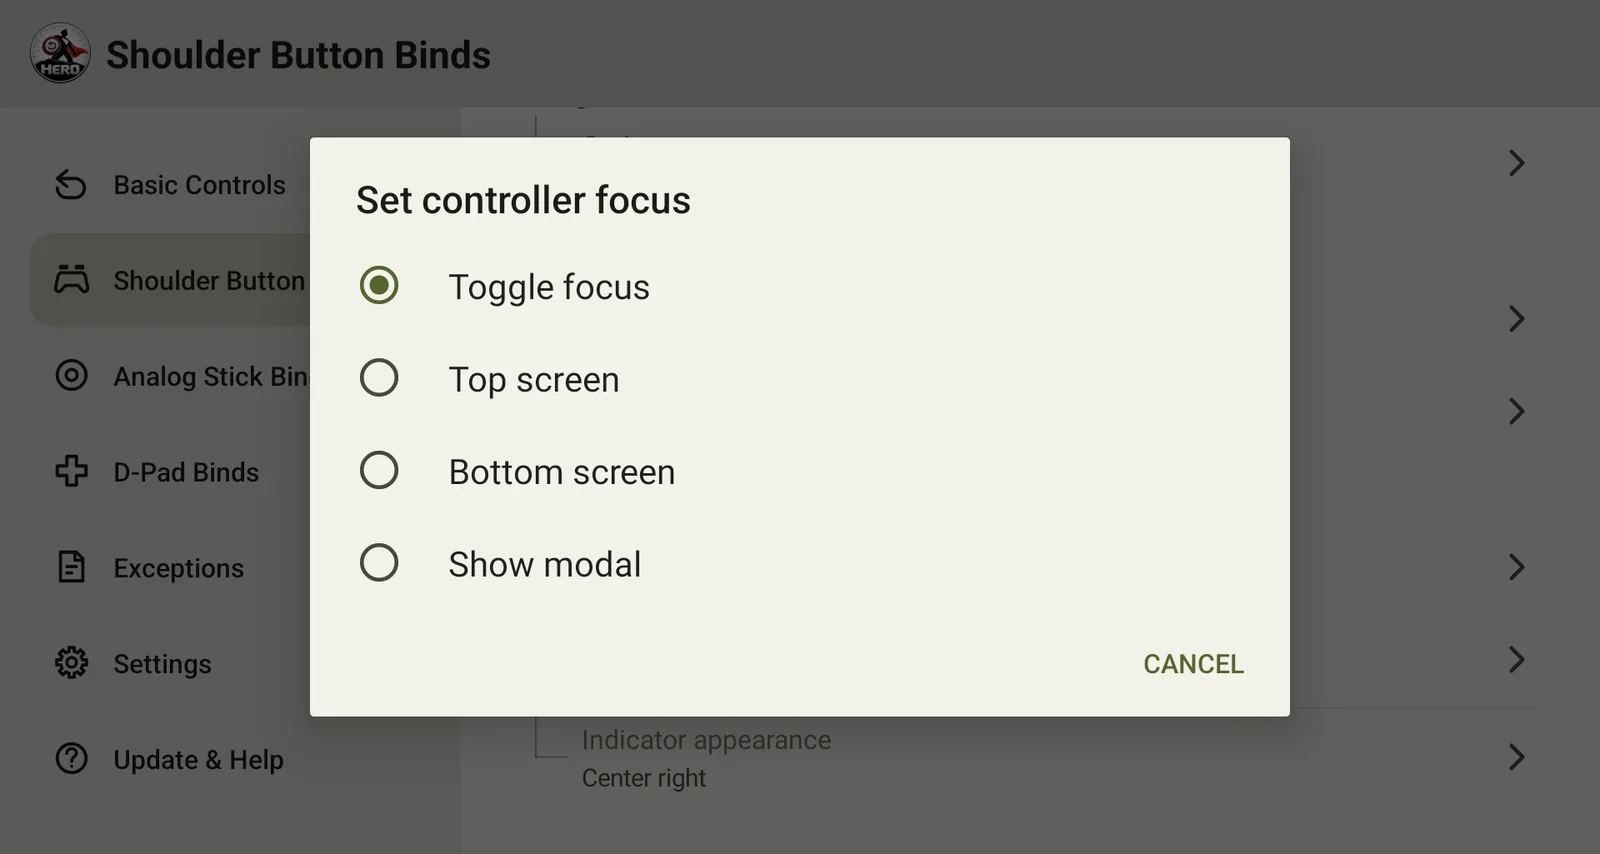 HERO
Shoulder Button Binds
Basic Controls
Shoulder Button
Analog Stick
D-Pad Binds
Exceptions
Settings
Update & Help
Set controller focus
Toggle focus
Top screen
Bottom screen
Show modal
CANCEL
Indicator appearance
Center right